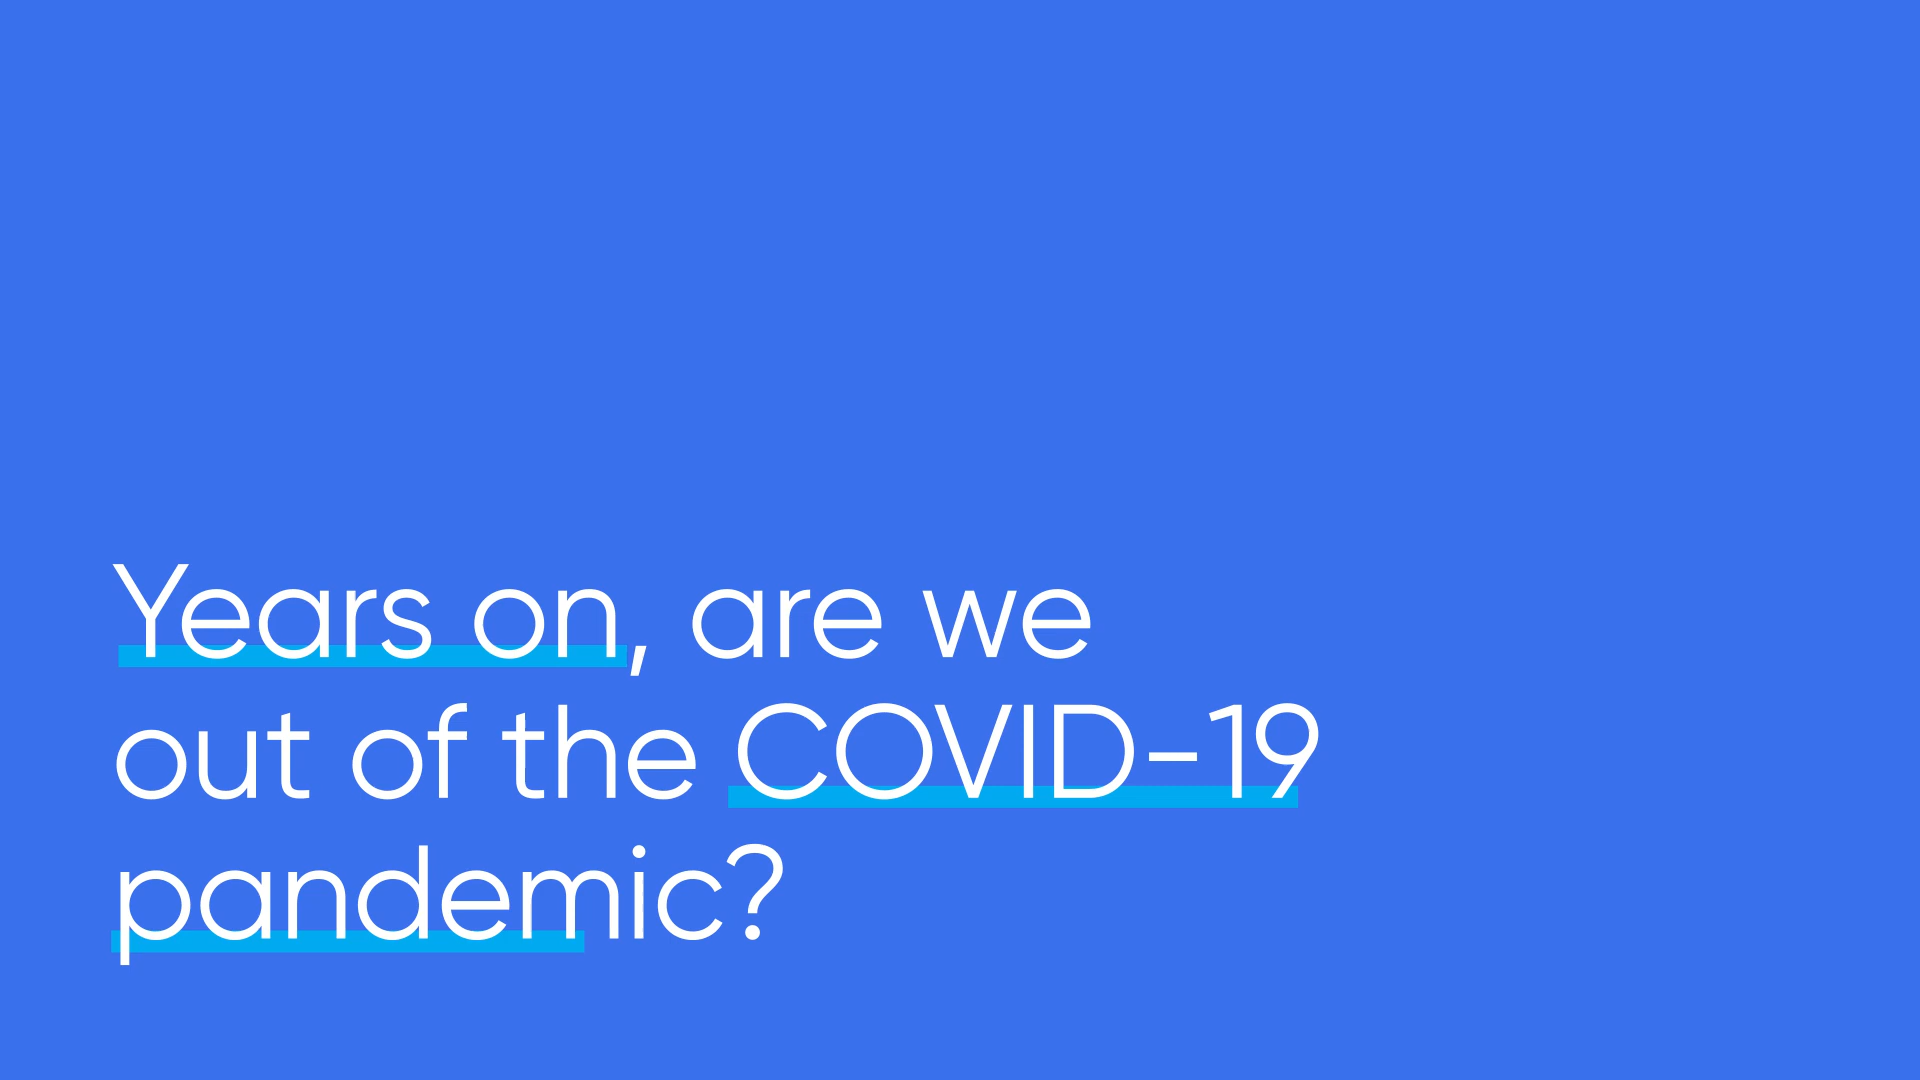 Years on, are we
out of the COVID-19
pandemic?